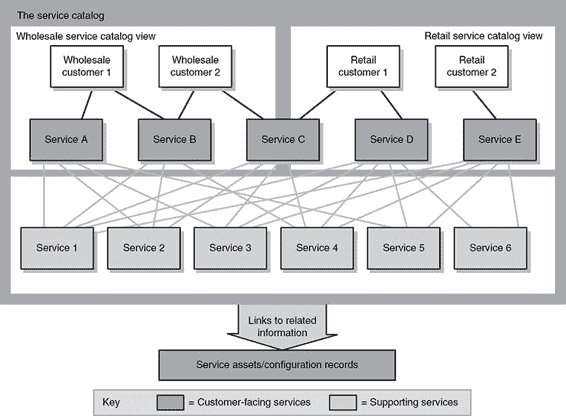 The service catalog
Wholesale service catalog view
Retail service catalog view
Wholesale
customer 1
Wholesale
customer 2
Retail
customer 1
Retail
customer 2
Service A
Service B
Service C
Service D
Service E
Service 1
Service 2
Service 3
Service 4
Service 5
Service 6
Links to related
information
Service assets/configuration records
Key
= Customer-facing services
= Supporting services